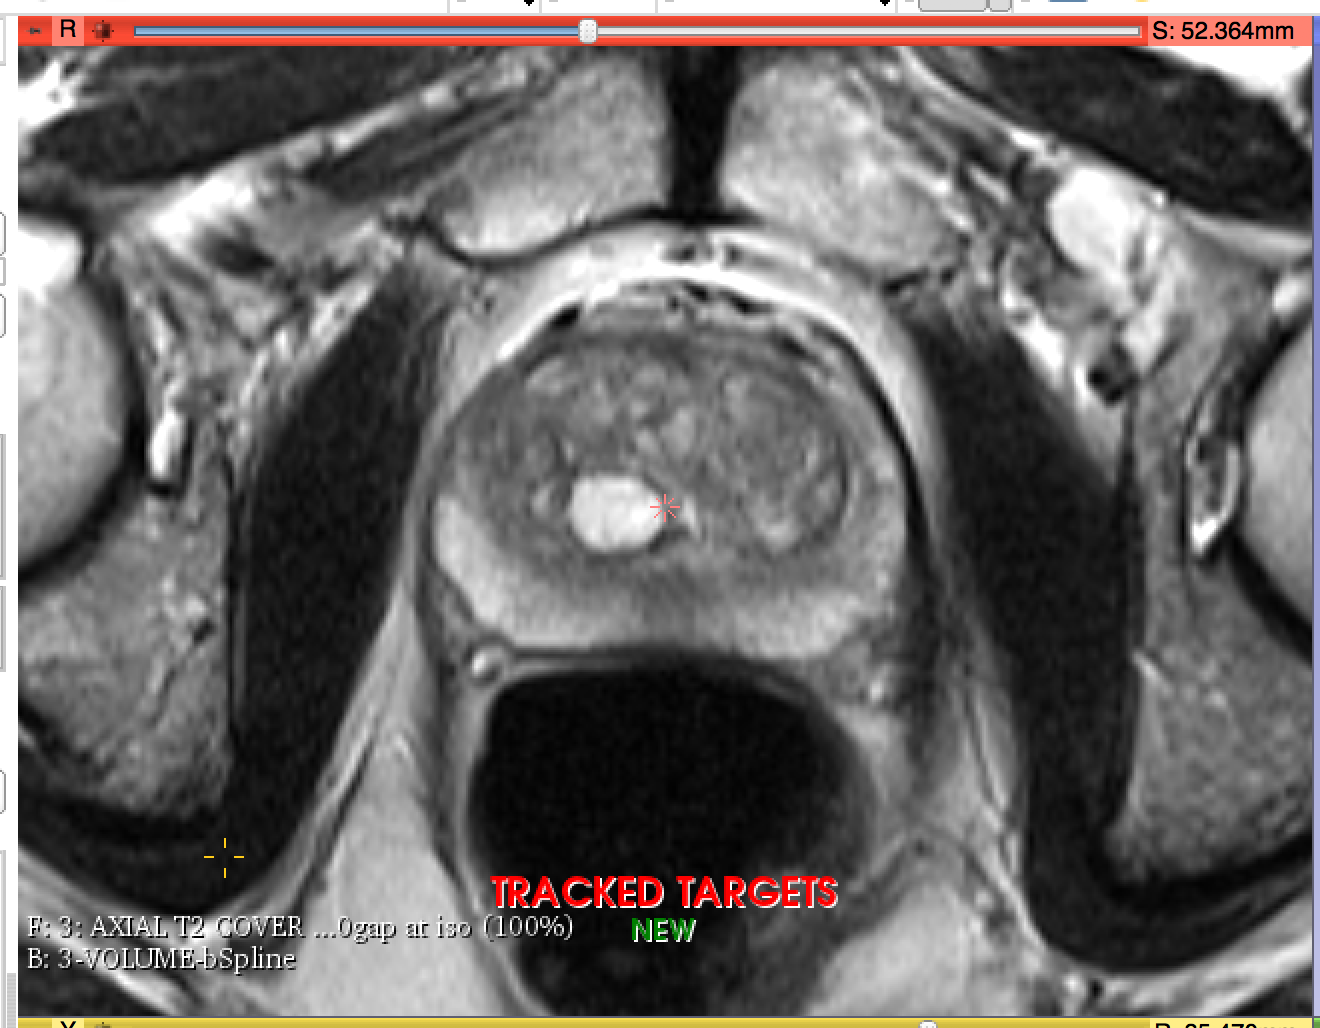 R
S: 52.364mm
TRACKED TARGETS
F: 3: AXIAL T2 COVER ...0gap at iso (100%)
NEW
B: 3-VOLUME-bSpline
Y